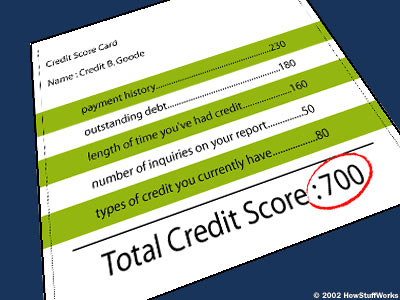 Credit Score Card
Name : Credit B. Goode
payment history..............................230
outstanding debt..............................180
length of time you've had credit.............160
number of inquiries on your report...........50
types of credit you currently have............80
Total Credit Score :700
© 2002 HowStuffWorks